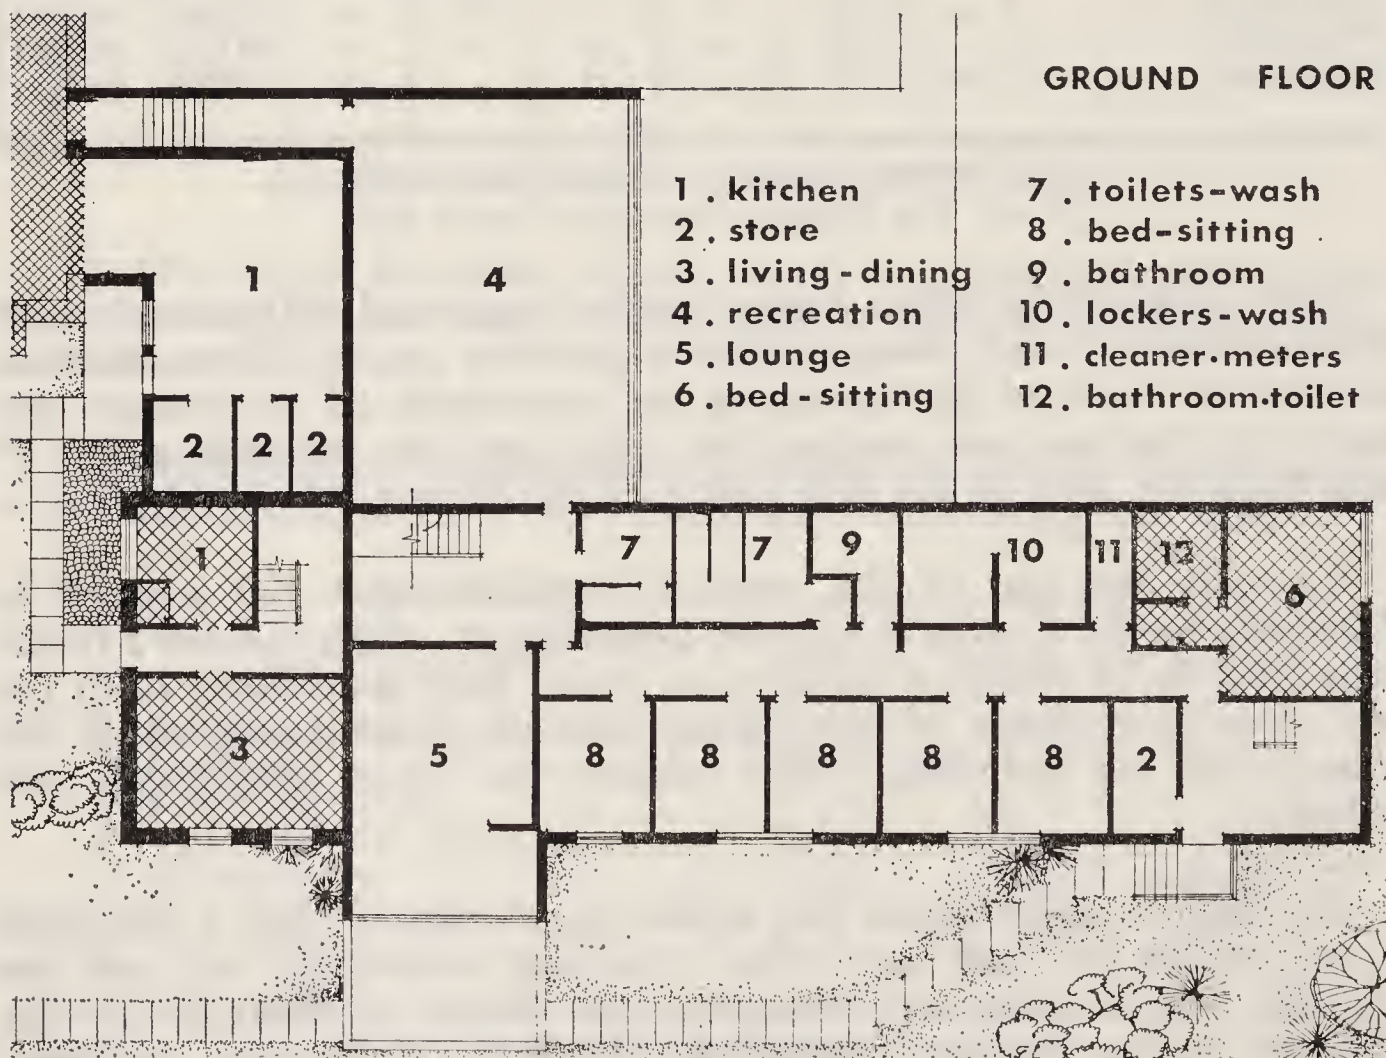 GROUND FLOOR
1. kitchen
2. store
3. living-dining
4. recreation
5. lounge
6. bed-sitting
7. toilets-wash
8. bed-sitting
9. bathroom
10. lockers-wash
11. cleaner·meters
12. bathroom·toilet
1
4
2 2 2
1
7 7 9 10 11 12
6
3
5 8 8 8 8 8 2